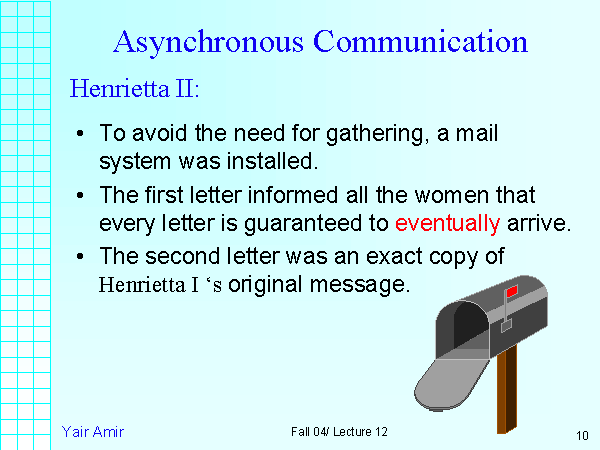 Asynchronous Communication
Henrietta II:
• To avoid the need for gathering, a mail
system was installed.
• The first letter informed all the women that
every letter is guaranteed to eventually arrive.
• The second letter was an exact copy of
Henrietta I ‘s original message.
Yair Amir
Fall 04/ Lecture 12
10